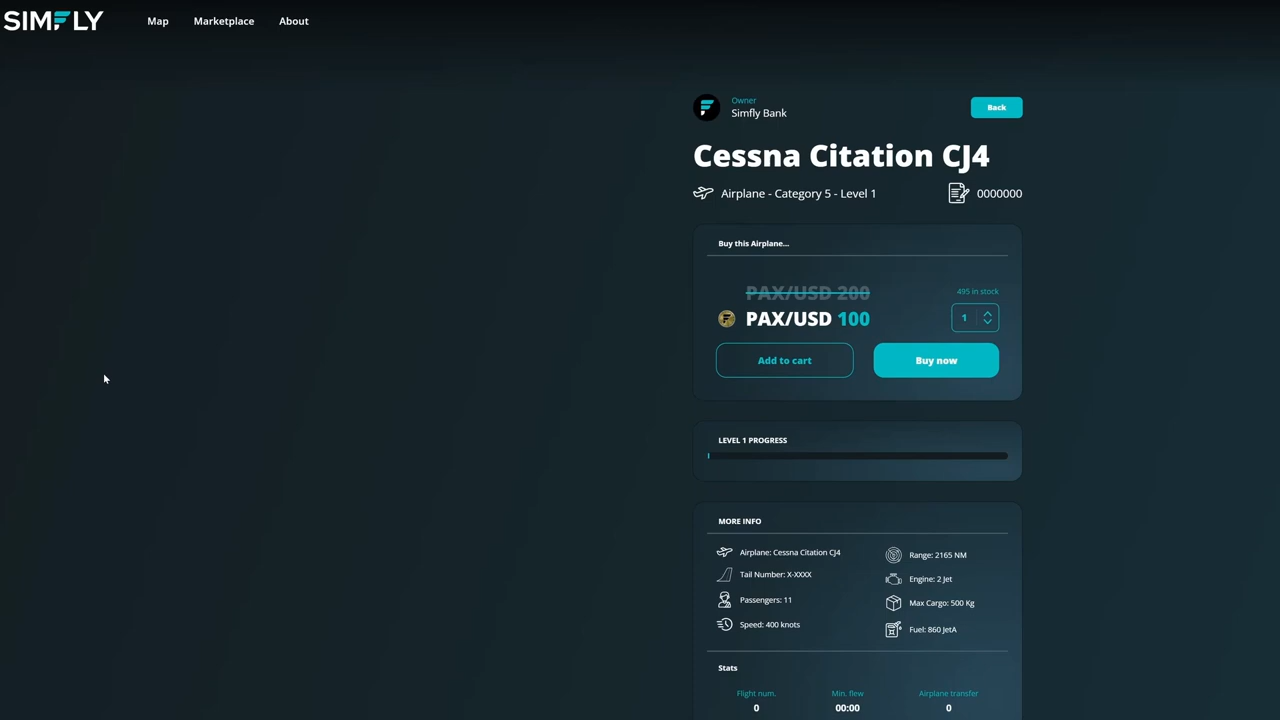 SIMFLY
Map
Marketplace
About
Owner
Simfly Bank
Back
Cessna Citation CJ4
Airplane - Category 5 - Level 1
0000000
Buy this Airplane...
PAX/USD 200
495 in stock
PAX/USD 100
1
Add to cart
Buy now
LEVEL 1 PROGRESS
MORE INFO
Airplane: Cessna Citation CJ4
Range: 2165 NM
Tail Number: X-XXXX
Engine: 2 Jet
Passengers: 11
Max Cargo: 500 Kg
Speed: 400 knots
Fuel: 860 JetA
Stats
Flight num.
Min. flew
Airplane transfer
0
00:00
0